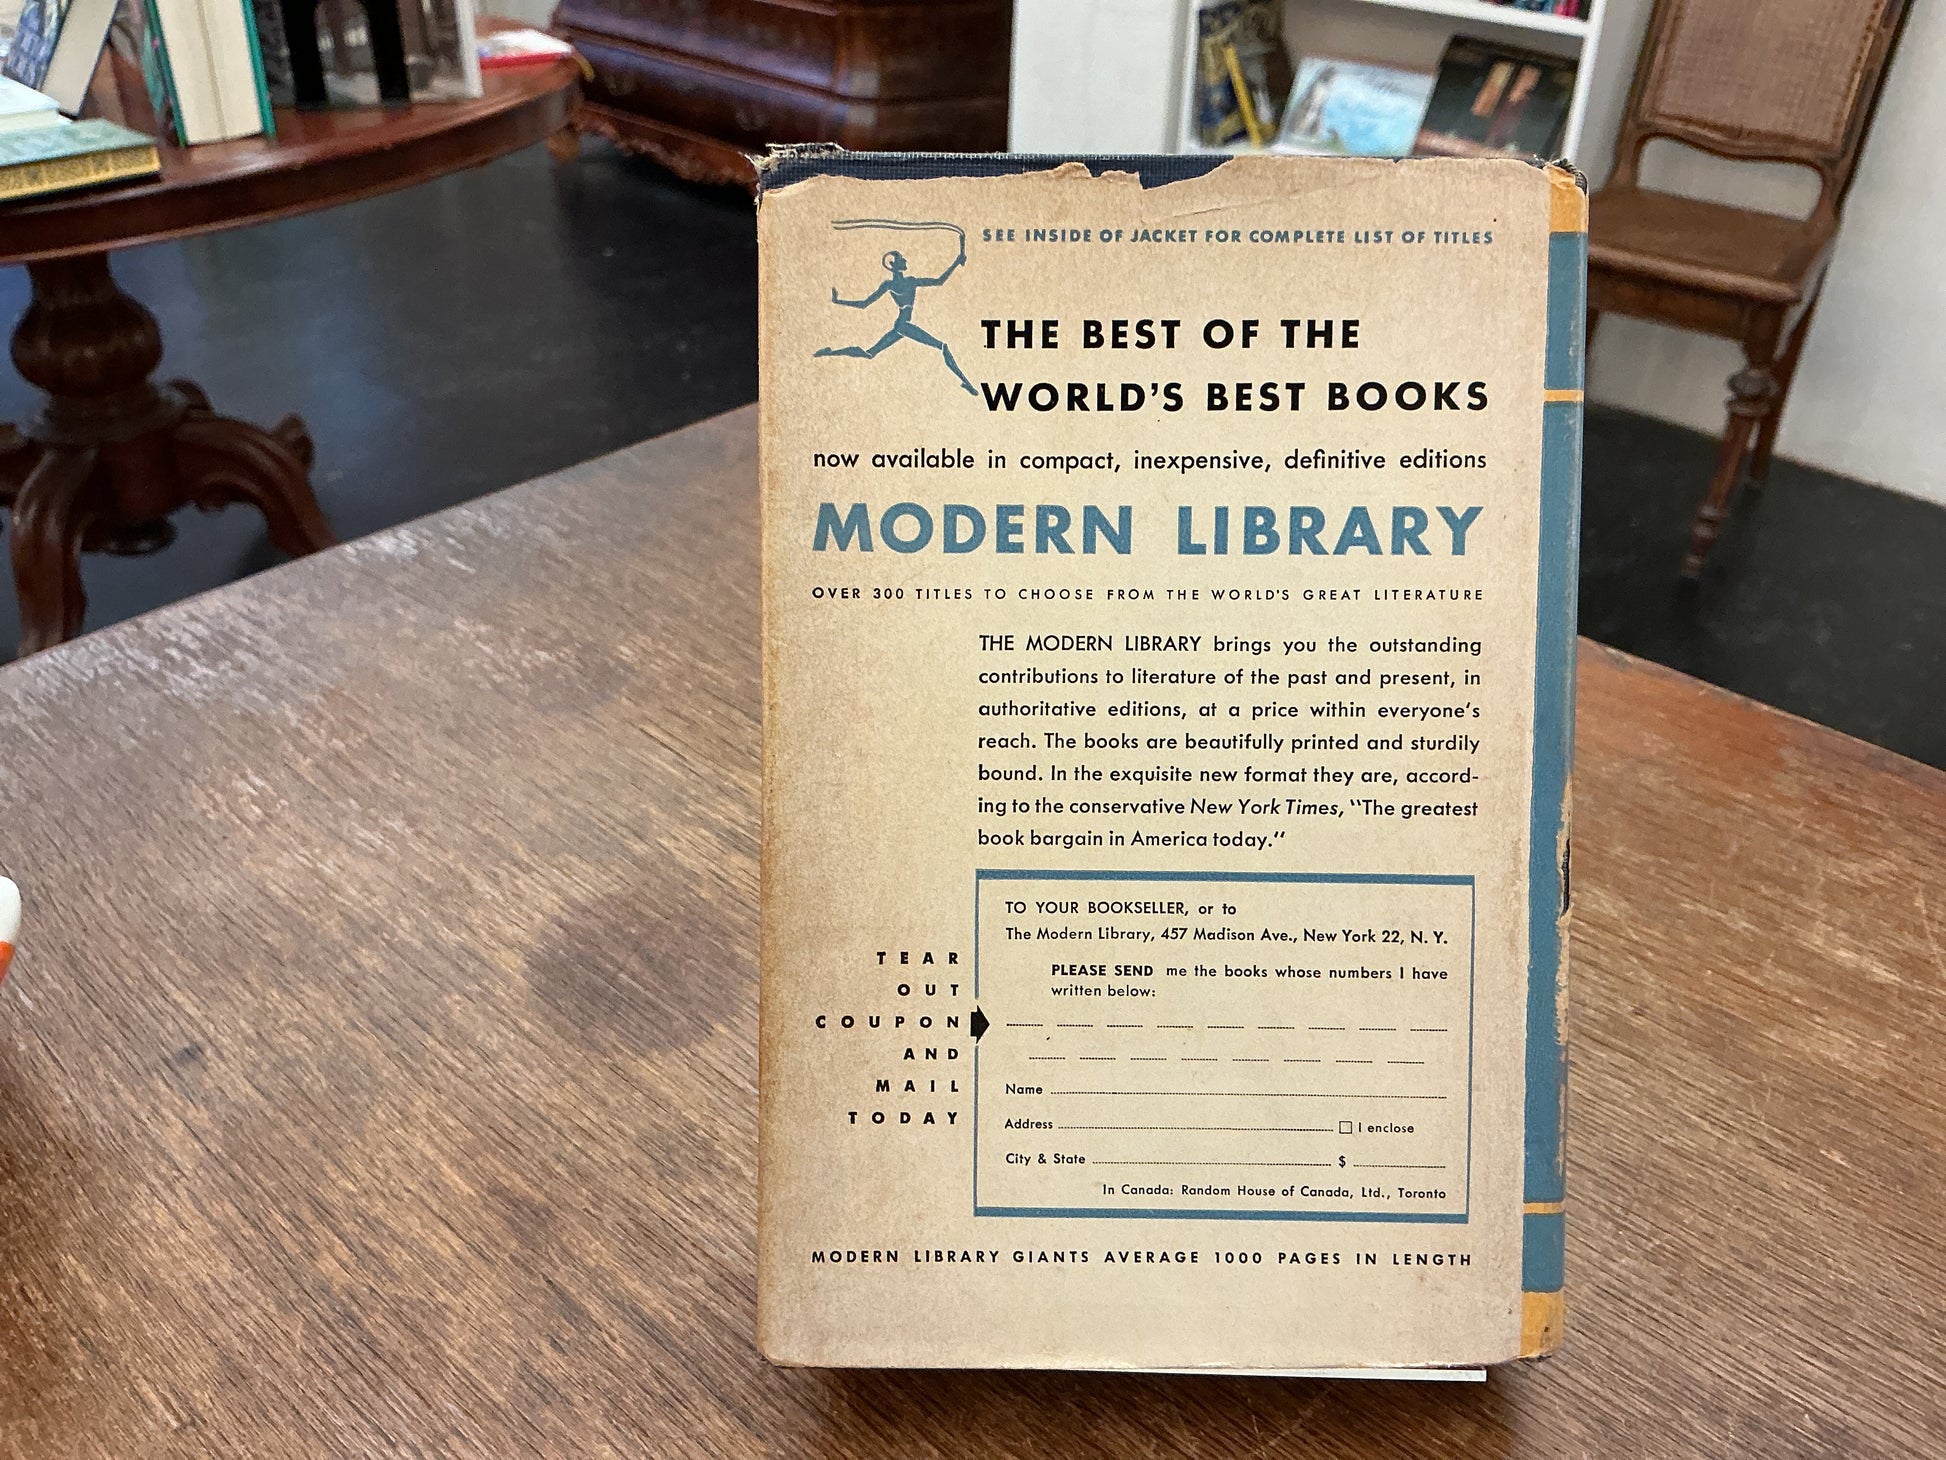 SEE INSIDE OF JACKET FOR COMPLETE LIST OF TITLES
THE BEST OF THE
WORLD'S BEST BOOKS
now available in compact, inexpensive, definitive editions
MODERN LIBRARY
OVER 300 TITLES TO CHOOSE FROM THE WORLD'S GREAT LITERATURE
THE MODERN LIBRARY brings you the outstanding
contributions to literature of the past and present, in
authoritative editions, at a price within everyone's
reach. The books are beautifully printed and sturdily
bound. In the exquisite new format they are, accord-
ing to the conservative New York Times, "The greatest
book bargain in America today."
TEAR
OUT
COUPON
AND
MAIL
TODAY
TO YOUR BOOKSELLER, or to
The Modern Library, 457 Madison Ave., New York 22, N. Y.
PLEASE SEND me the books whose numbers I have
written below:
Name
Address □ I enclose
City & State $
In Canada: Random House of Canada, Ltd., Toronto
MODERN LIBRARY GIANTS AVERAGE 1000 PAGES IN LENGTH